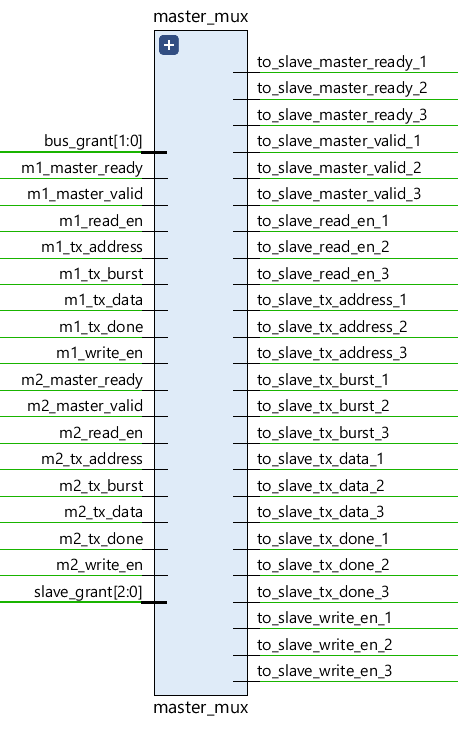 master_mux
bus_grant[1:0]
m1_master_ready
m1_master_valid
m1_read_en
m1_tx_address
m1_tx_burst
m1_tx_data
m1_tx_done
m1_write_en
m2_master_ready
m2_master_valid
m2_read_en
m2_tx_address
m2_tx_burst
m2_tx_data
m2_tx_done
m2_write_en
slave_grant[2:0]
to_slave_master_ready_1
to_slave_master_ready_2
to_slave_master_ready_3
to_slave_master_valid_1
to_slave_master_valid_2
to_slave_master_valid_3
to_slave_read_en_1
to_slave_read_en_2
to_slave_read_en_3
to_slave_tx_address_1
to_slave_tx_address_2
to_slave_tx_address_3
to_slave_tx_burst_1
to_slave_tx_burst_2
to_slave_tx_burst_3
to_slave_tx_data_1
to_slave_tx_data_2
to_slave_tx_data_3
to_slave_tx_done_1
to_slave_tx_done_2
to_slave_tx_done_3
to_slave_write_en_1
to_slave_write_en_2
to_slave_write_en_3
master_mux